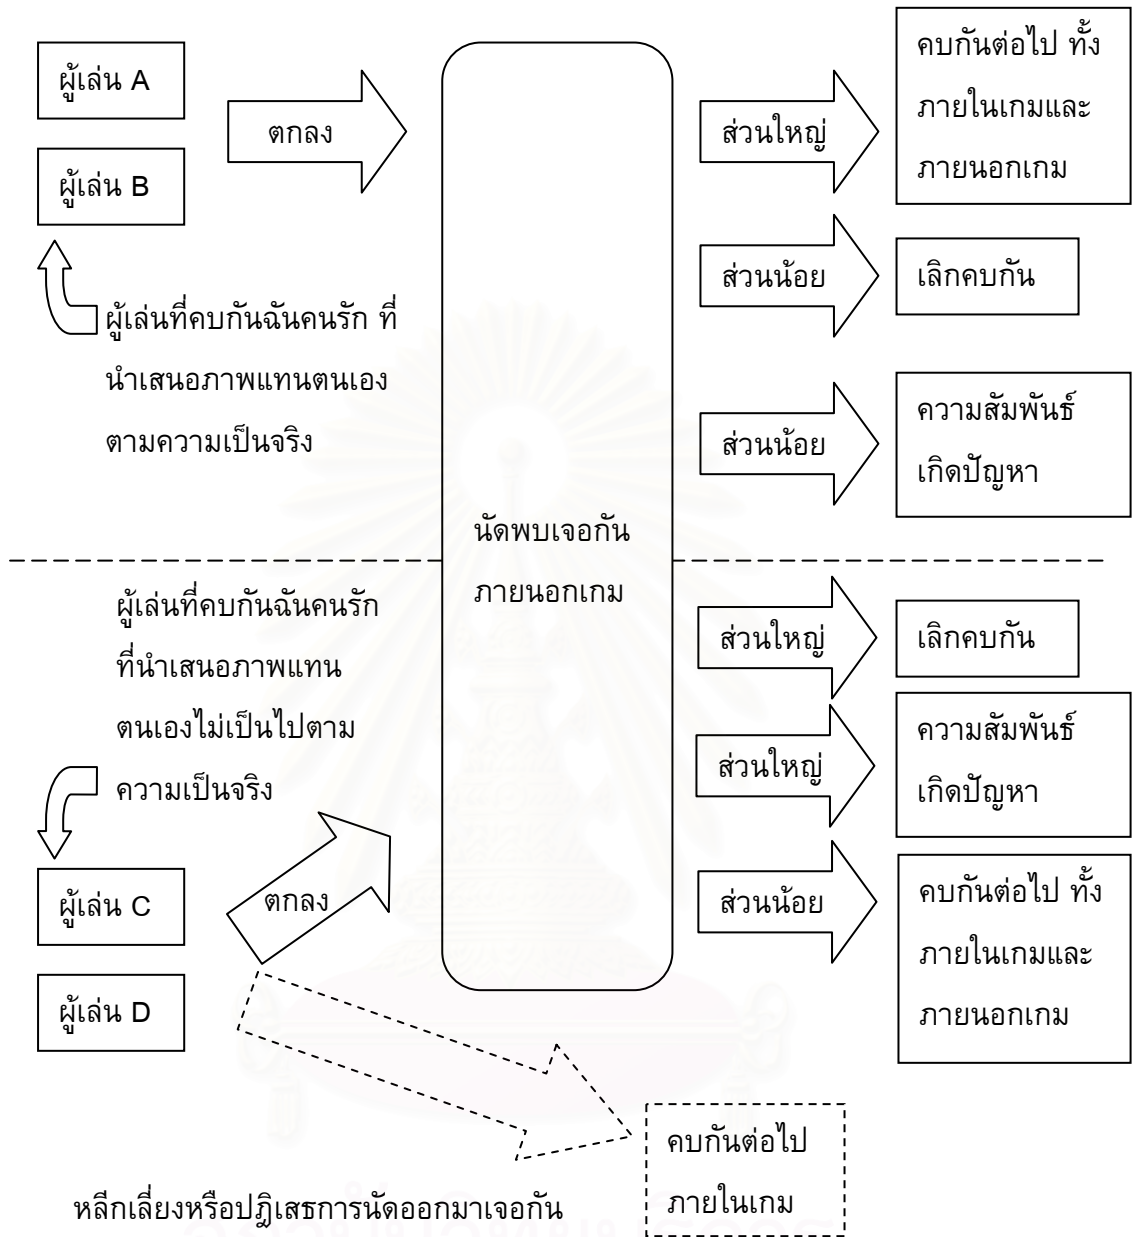 ผู้เล่น A
ผู้เล่น B
ตกลง
ผู้เล่นที่คบกันฉันคนรัก ที่
นำเสนอภาพแทนตนเอง
ตามความเป็นจริง
นัดพบเจอกัน
ภายนอกเกม
ส่วนใหญ่
คบกันต่อไป ทั้ง
ภายในเกมและ
ภายนอกเกม
ส่วนน้อย
เลิกคบกัน
ส่วนน้อย
ความสัมพันธ์
เกิดปัญหา
ผู้เล่นที่คบกันฉันคนรัก
ที่นำเสนอภาพแทน
ตนเองไม่เป็นไปตาม
ความเป็นจริง
ผู้เล่น C
ผู้เล่น D
ตกลง
ส่วนใหญ่
เลิกคบกัน
ส่วนใหญ่
ความสัมพันธ์
เกิดปัญหา
ส่วนน้อย
คบกันต่อไป ทั้ง
ภายในเกมและ
ภายนอกเกม
คบกันต่อไป
ภายในเกม
หลีกเลี่ยงหรือปฎิเสธการนัดออกมาเจอกัน